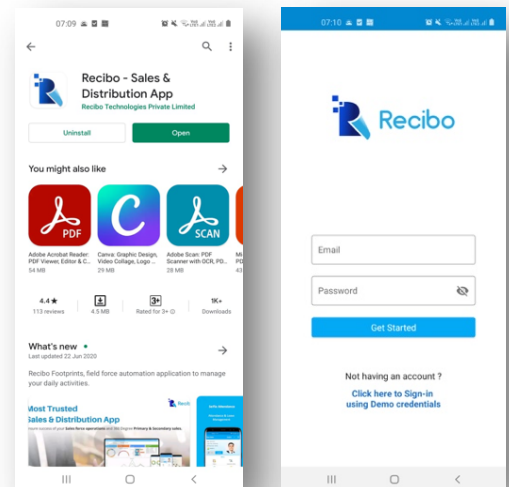 07:09
Recibo - Sales &
Distribution App
Recibo Technologies Private Limited
Uninstall
Open
You might also like
PDF
C
SCAN
Adobe Acrobat Reader:
PDF Viewer, Editor & C..
54 MB
Canva: Graphic Design,
Video Collage, Logo ...
29 MB
Adobe Scan: PDF
Scanner with OCR, PD..
28 MB
4.4★
113 reviews
4.5 MB
3+
Rated for 3+
1K+
Downloads
What's new
Last updated 22 Jun 2020
Recibo Footprints, field force automation application to manage
your daily activities.
Most Trusted
Sales & Distribution App
07:10
Recibo
Email
Password
Get Started
Not having an account ?
Click here to Sign-in
using Demo credentials